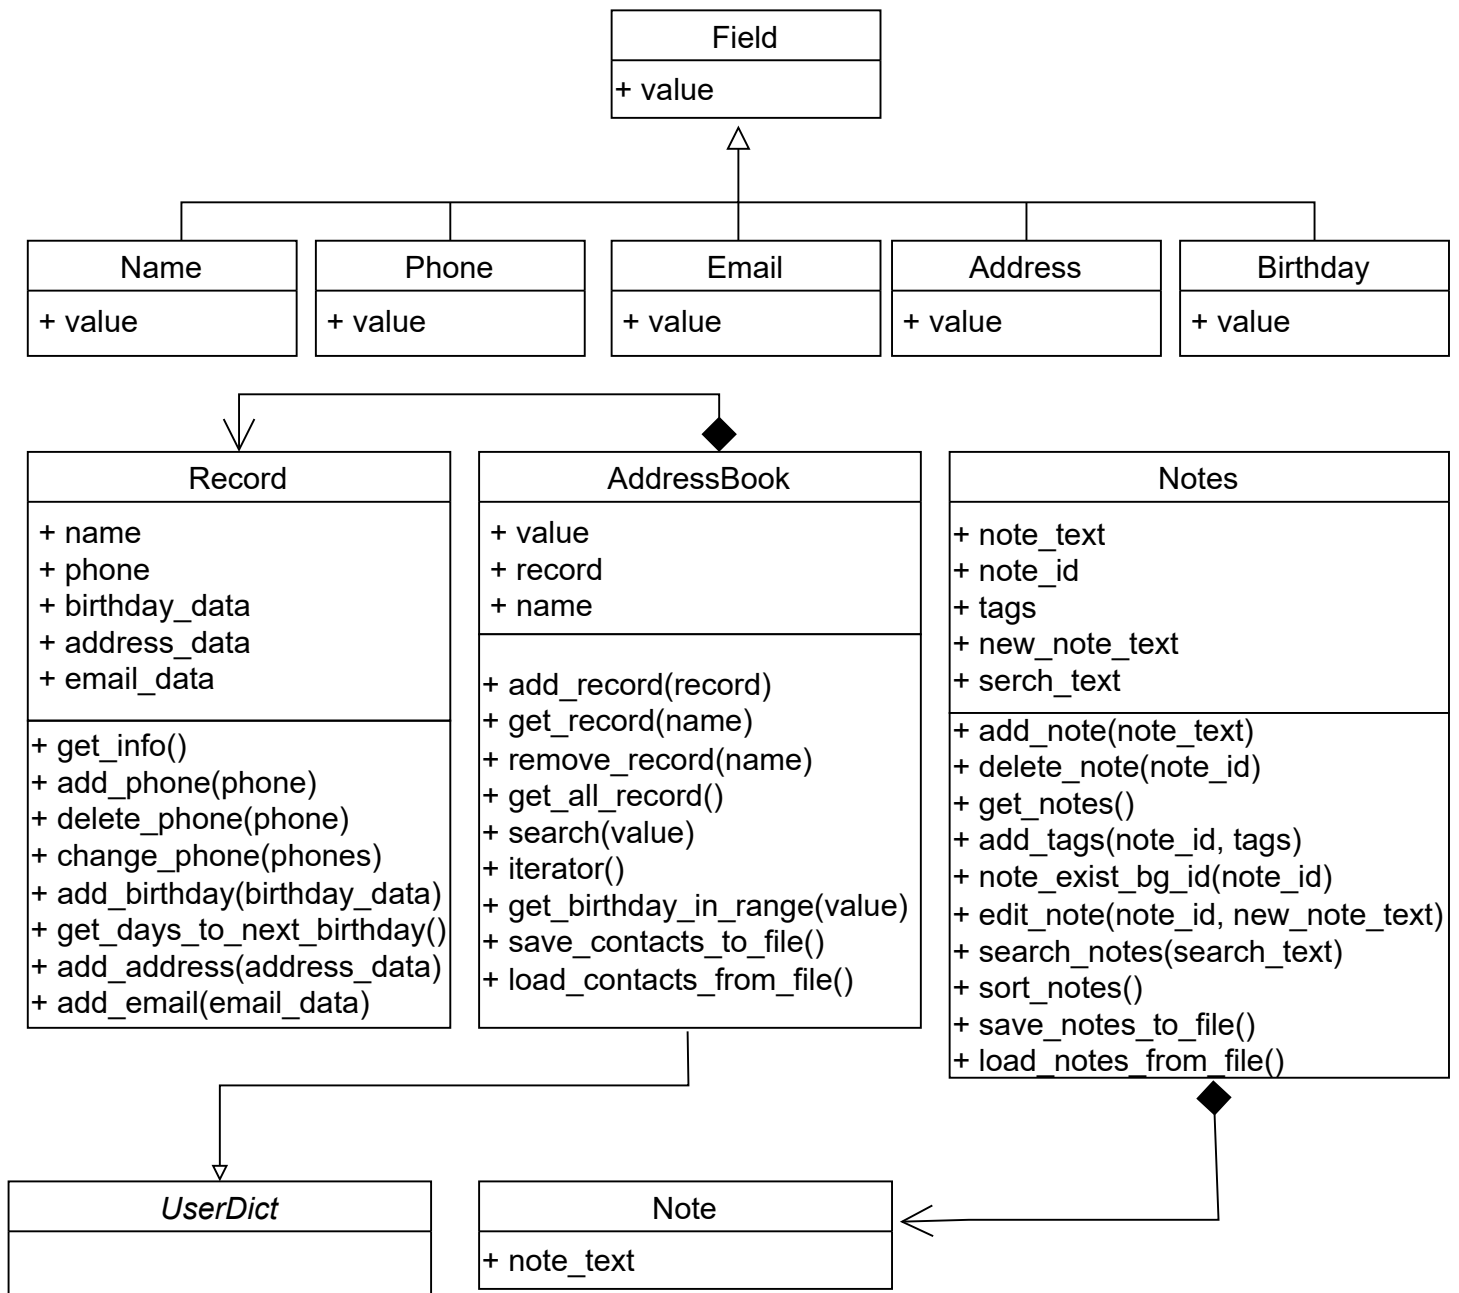 Field
+ value
Name
+ value
Phone
+ value
Email
+ value
Address
+ value
Birthday
+ value
Record
+ name
+ phone
+ birthday_data
+ address_data
+ email_data
+ get_info()
+ add_phone(phone)
+ delete_phone(phone)
+ change_phone(phones)
+ add_birthday(birthday_data)
+ get_days_to_next_birthday()
+ add_address(address_data)
+ add_email(email_data)
AddressBook
+ value
+ record
+ name
+ add_record(record)
+ get_record(name)
+ remove_record(name)
+ get_all_record()
+ search(value)
+ iterator()
+ get_birthday_in_range(value)
+ save_contacts_to_file()
+ load_contacts_from_file()
Notes
+ note_text
+ note_id
+ tags
+ new_note_text
+ serch_text
+ add_note(note_text)
+ delete_note(note_id)
+ get_notes()
+ add_tags(note_id, tags)
+ note_exist_bg_id(note_id)
+ edit_note(note_id, new_note_text)
+ search_notes(search_text)
+ sort_notes()
+ save_notes_to_file()
+ load_notes_from_file()
UserDict
Note
+ note_text